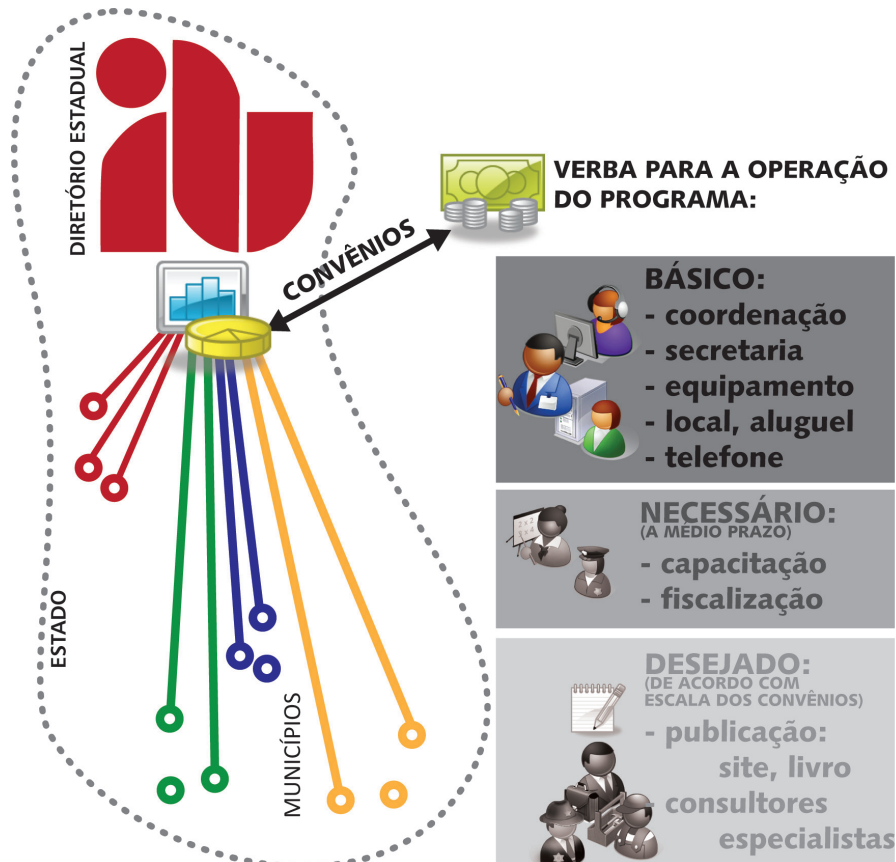 DIRETÓRIO ESTADUAL
iab
CONVÊNIOS
VERBA PARA A OPERAÇÃO
DO PROGRAMA:
BÁSICO:
- coordenação
- secretaria
- equipamento
- local, aluguel
- telefone
NECESSÁRIO:
(A MÉDIO PRAZO)
- capacitação
- fiscalização
DESEJADO:
(DE ACORDO COM
ESCALA DOS CONVÊNIOS)
- publicação:
site, livro
- consultores
especialistas
ESTADO
MUNICÍPIOS